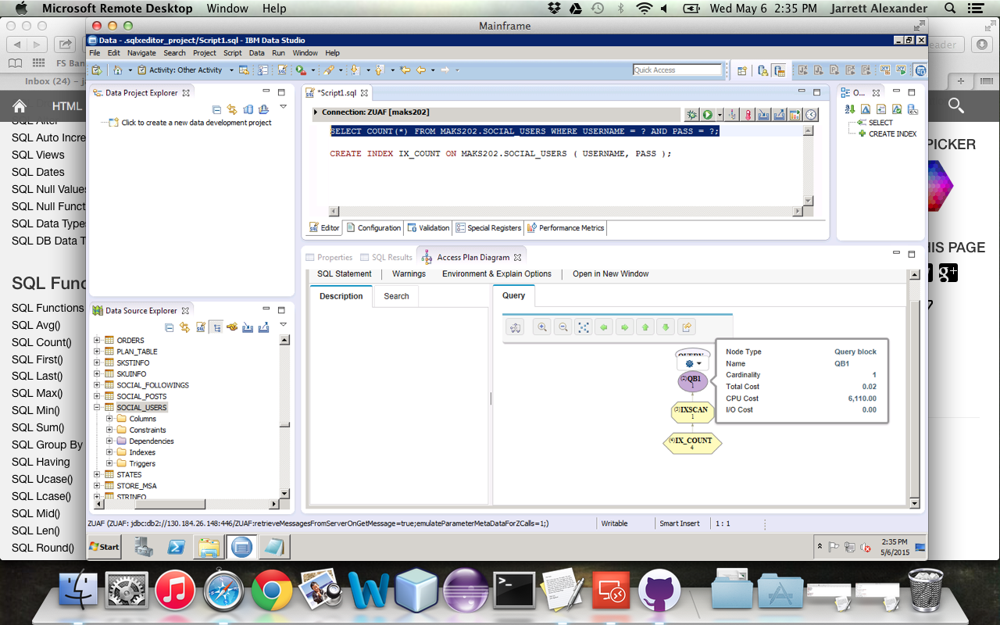 Microsoft Remote Desktop Window Help
Wed May 6 2:35 PM Jarrett Alexander
Mainframe
FS Ban
Inbox (24) –
HTML
SQL Auto Incre
SQL Views
SQL Dates
SQL Null Values
SQL Null Funct
SQL Data Types
SQL DB Data T
SQL Func
SQL Functions
SQL Avg()
SQL Count()
SQL First()
SQL Last()
SQL Max()
SQL Min()
SQL Sum()
SQL Group By
SQL Having
SQL Ucase()
SQL Lcase()
SQL Mid()
SQL Len()
SQL Round()
Data - .sqlxeditor_project/Script1.sql - IBM Data Studio
File Edit Navigate Search Project Script Data Run Window Help
Activity: Other Activity
Quick Access
Data Project Explorer
Click to create a new data development project
*Script1.sql
Connection: ZUAF [maks202]
SELECT COUNT(*) FROM MAKS202.SOCIAL_USERS WHERE USERNAME = ? AND PASS = ?;
CREATE INDEX IX_COUNT ON MAKS202.SOCIAL_USERS ( USERNAME, PASS );
Editor Configuration Validation Special Registers Performance Metrics
O...
SELECT
CREATE INDEX
Data Source Explorer
ORDERS
PLAN_TABLE
SKSTINFO
SKUINFO
SOCIAL_FOLLOWINGS
SOCIAL_POSTS
SOCIAL_USERS
Columns
Constraints
Dependencies
Indexes
Triggers
STATES
STORE_MSA
STRINFO
Properties SQL Results Access Plan Diagram
SQL Statement Warnings Environment & Explain Options Open in New Window
Description Search
Query
QUERY
(2)QB1
1
(3)IXSCAN
1
(4)IX_COUNT
4
Node Type Query block
Name QB1
Cardinality 1
Total Cost 0.02
CPU Cost 6,110.00
I/O Cost 0.00
ZUAF (ZUAF: jdbc:db2://130.184.26.148:446/ZUAF:retrieveMessagesFromServerOnGetMessage=true;emulateParameterMetaDataForZCalls=1;)
Writable Smart Insert 1 : 1
Start
2:35 PM
5/6/2015
eader
PICKER
HIS PAGE
g+